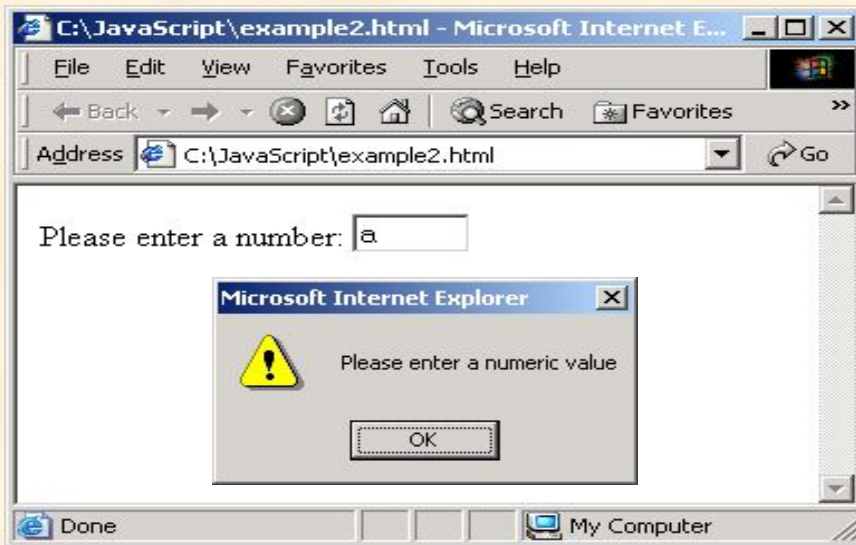 C:\JavaScript\example2.html - Microsoft Internet E...
File Edit View Favorites Tools Help
Back Search Favorites »
Address C:\JavaScript\example2.html Go
Please enter a number: a
Microsoft Internet Explorer
Please enter a numeric value
OK
Done My Computer